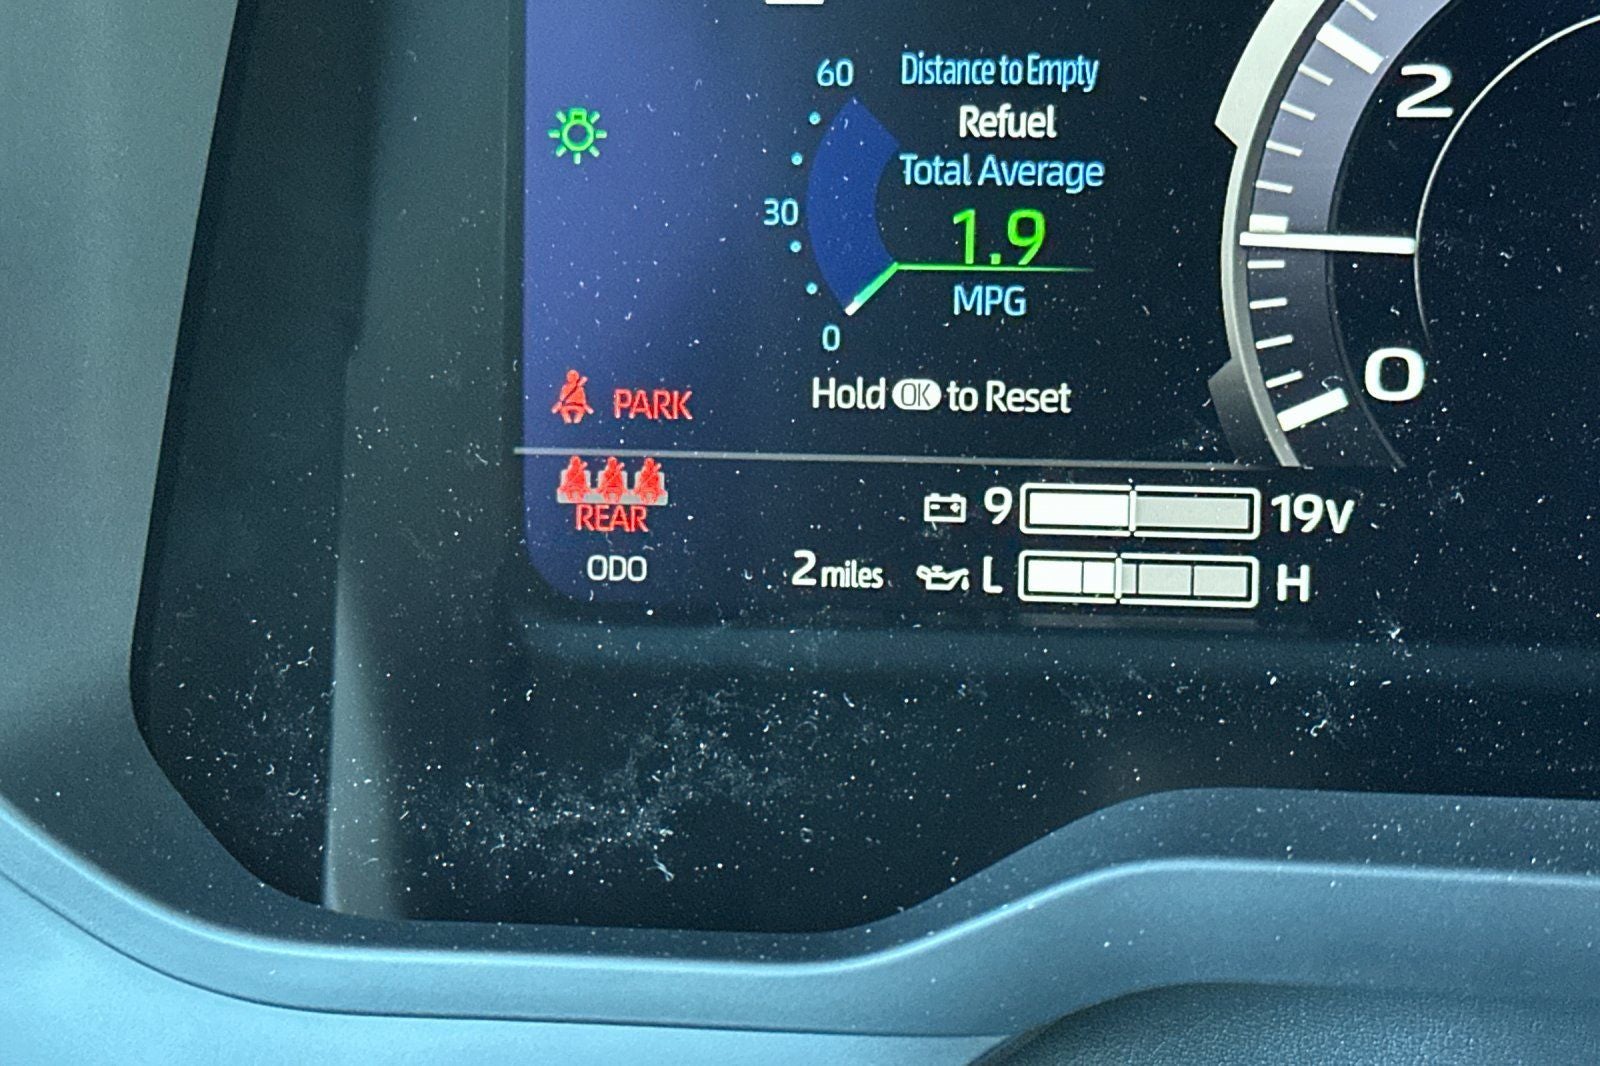 60
Distance to Empty
Refuel
Total Average
30
1.9
MPG
0
Hold OK to Reset
2
0
PARK
REAR
9 19V
ODO 2 miles
L H